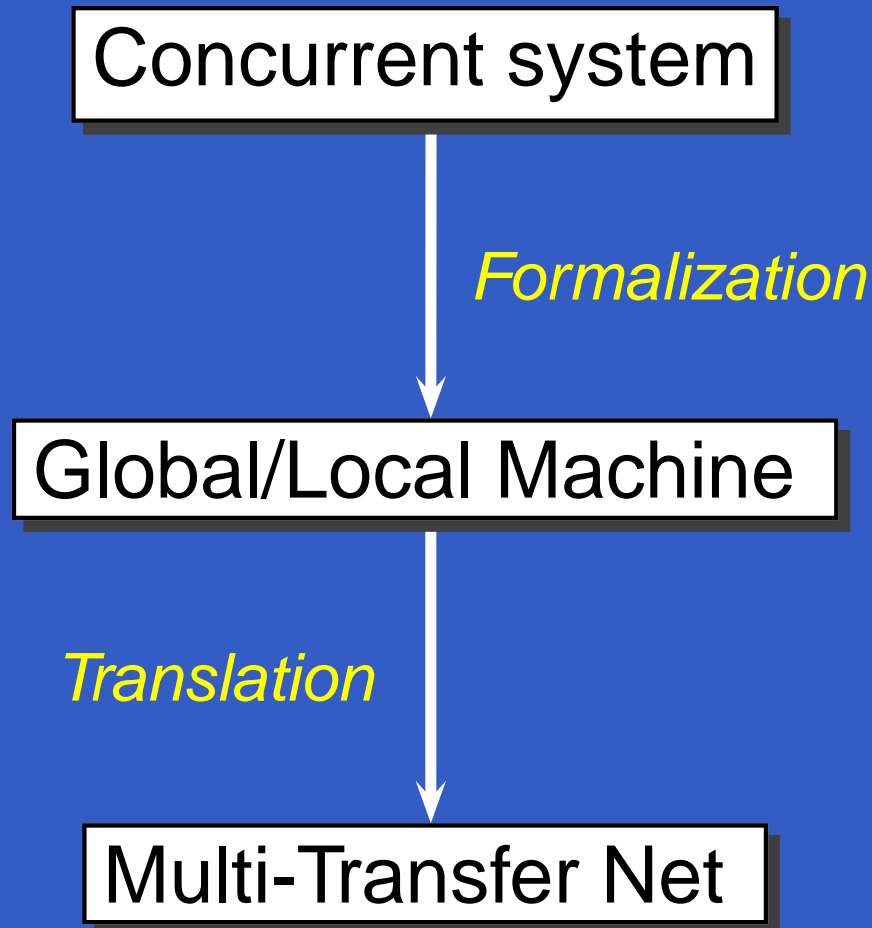 Concurrent system
Formalization
Global/Local Machine
Translation
Multi-Transfer Net